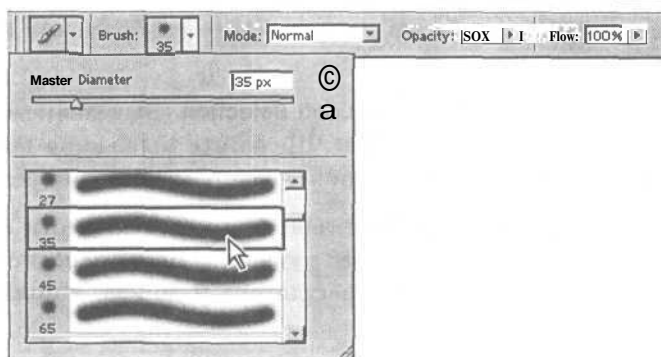 Brush: 35 Mode: Normal Opacity: SOX I Flow: 100%
Master Diameter 35 px ©
a
27
35
45
65